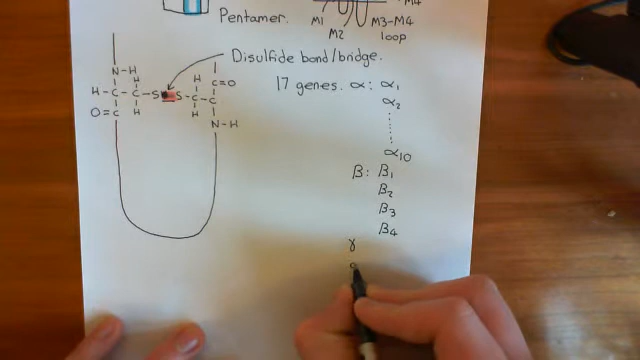 M4
Pentamer. M1 M3-M4
M2 loop
Disulfide bond/bridge.
N-H
H-C-C-S S-C-C
H H
C=O
O=C
H H
N-H
17 genes. α: α₁
α₂
α₁₀
β: β₁
β₂
β₃
β₄
γ